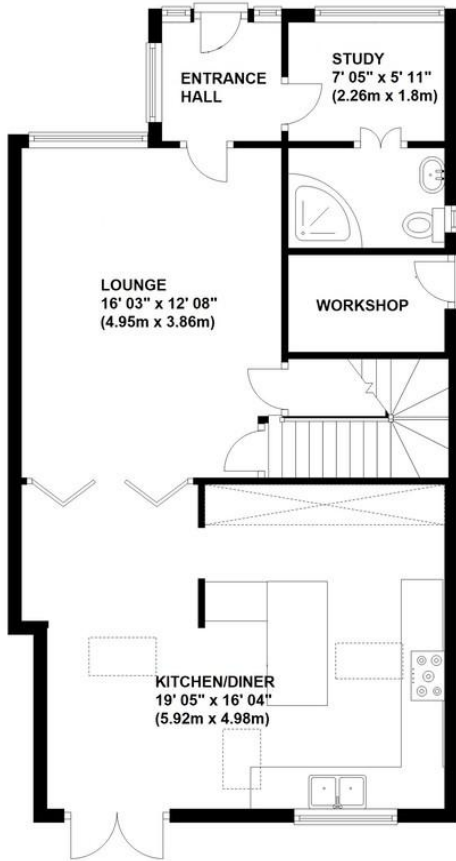 ENTRANCE
HALL
STUDY
7' 05" x 5' 11"
(2.26m x 1.8m)
LOUNGE
16' 03" x 12' 08"
(4.95m x 3.86m)
WORKSHOP
KITCHEN/DINER
19' 05" x 16' 04"
(5.92m x 4.98m)